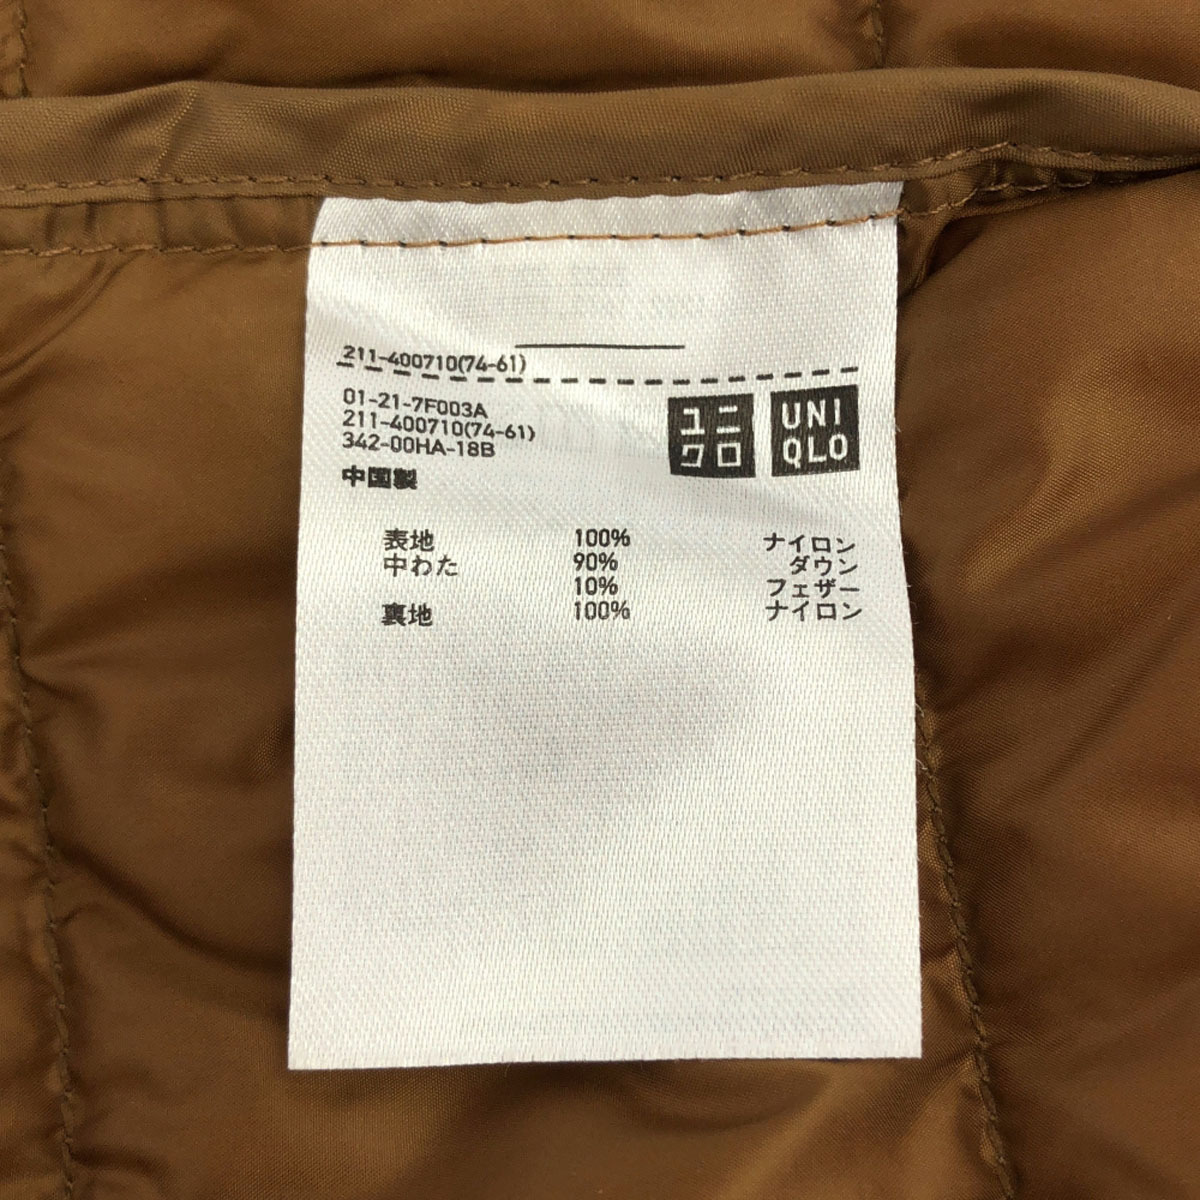 211-400710(74-61)
01-21-7F003A
211-400710(74-61)
342-00HA-18B
中国製
ユニ
クロ
UNI
QLO
表地 100% ナイロン
中わた 90% ダウン
10% フェザー
裏地 100% ナイロン